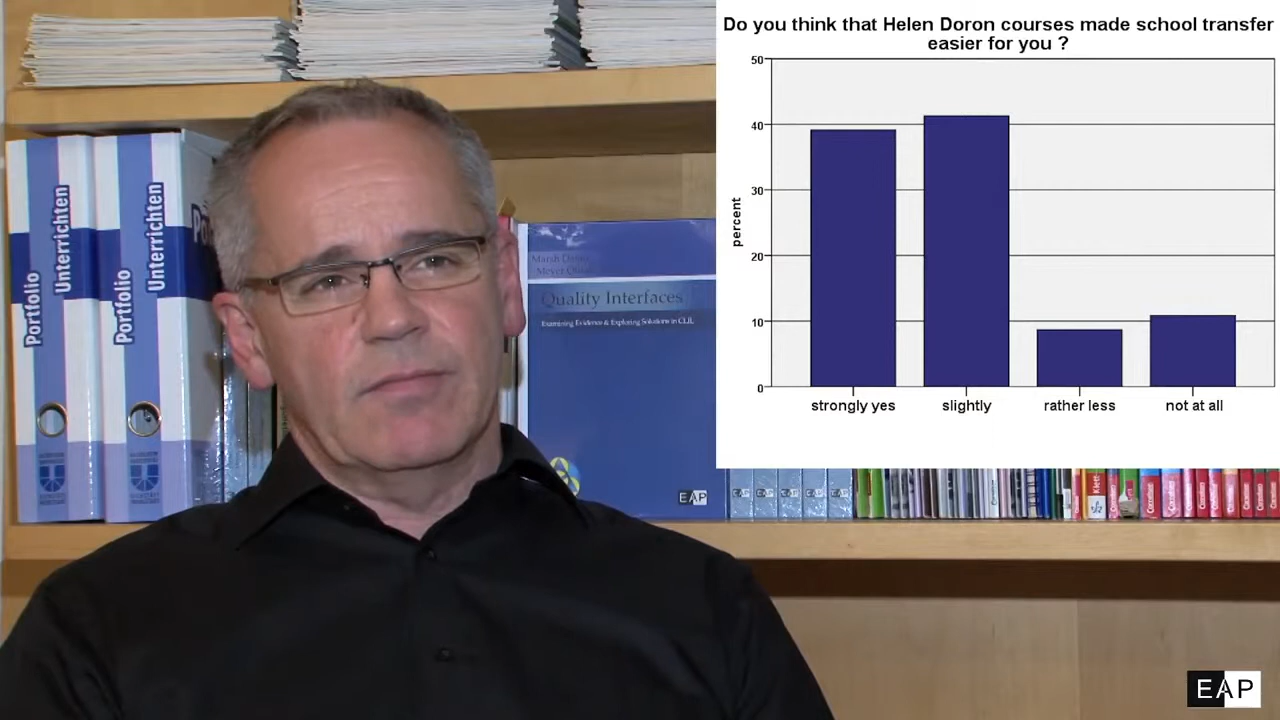 Do you think that Helen Doron courses made school transfer
easier for you ?
50
40
30
20
10
0
percent
strongly yes
slightly
rather less
not at all
Portfolio
Unterrichten
Portfolio
Unterrichten
Quality Interfaces
Examining Evidence & Exploring Solutions in CLIL
EAP
Klett
EAP